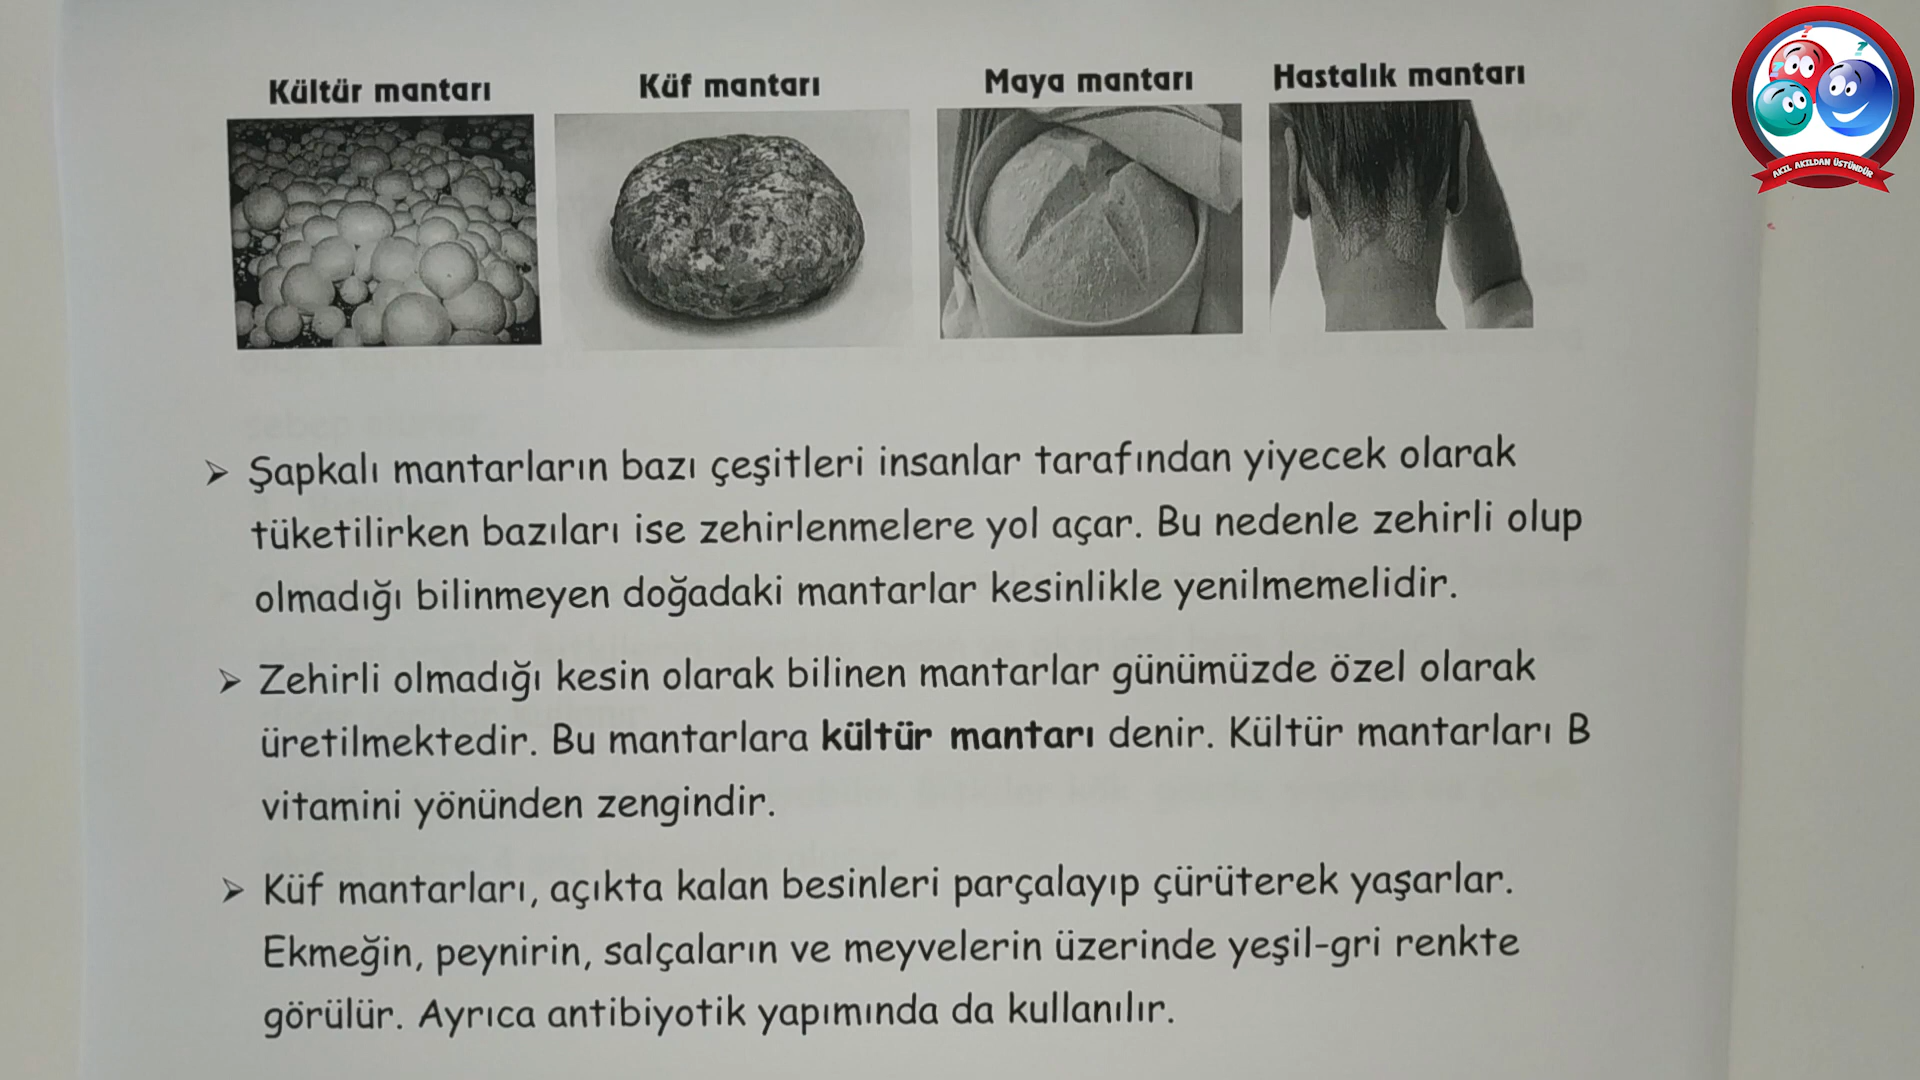 Kültür mantarı Küf mantarı Maya mantarı Hastalık mantarı
AKIL AKILDAN ÜSTÜNDÜR
➢ Şapkalı mantarların bazı çeşitleri insanlar tarafından yiyecek olarak
tüketilirken bazıları ise zehirlenmelere yol açar. Bu nedenle zehirli olup
olmadığı bilinmeyen doğadaki mantarlar kesinlikle yenilmemelidir.
➢ Zehirli olmadığı kesin olarak bilinen mantarlar günümüzde özel olarak
üretilmektedir. Bu mantarlara kültür mantarı denir. Kültür mantarları B
vitamini yönünden zengindir.
➢ Küf mantarları, açıkta kalan besinleri parçalayıp çürüterek yaşarlar.
Ekmeğin, peynirin, salçaların ve meyvelerin üzerinde yeşil-gri renkte
görülür. Ayrıca antibiyotik yapımında da kullanılır.